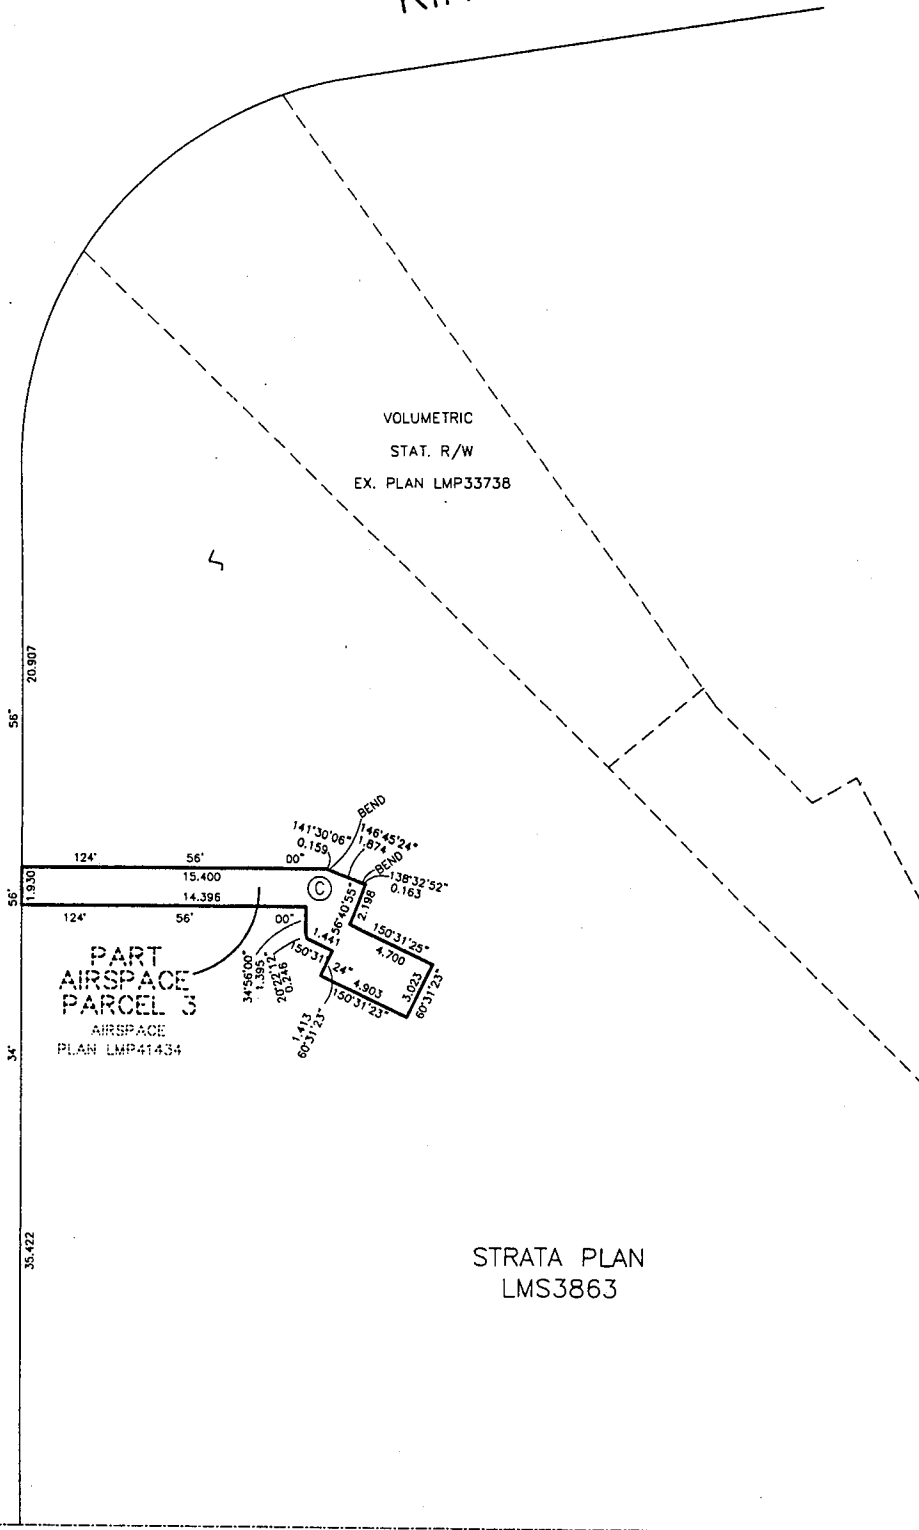 VOLUMETRIC
STAT. R/W
EX. PLAN LMP33738
20.907
56"
BEND
141°30'06"
0.159
146°45'24"
1.874
BEND
138°32'52"
0.163
124° 56' 00"
15.400
1.930
56'
14.396
124° 56' 00"
C
56°40'55"
2.198
150°31'25"
4.700
1.441
150°31' 24"
34°56'00"
1.395
20°22'12"
0.246
4.903
150°31'23"
3.023
60°31'23"
1.413
60°31'23"
PART
AIRSPACE
PARCEL 3
AIRSPACE
PLAN LMP41434
34°
35.422
STRATA PLAN
LMS3863